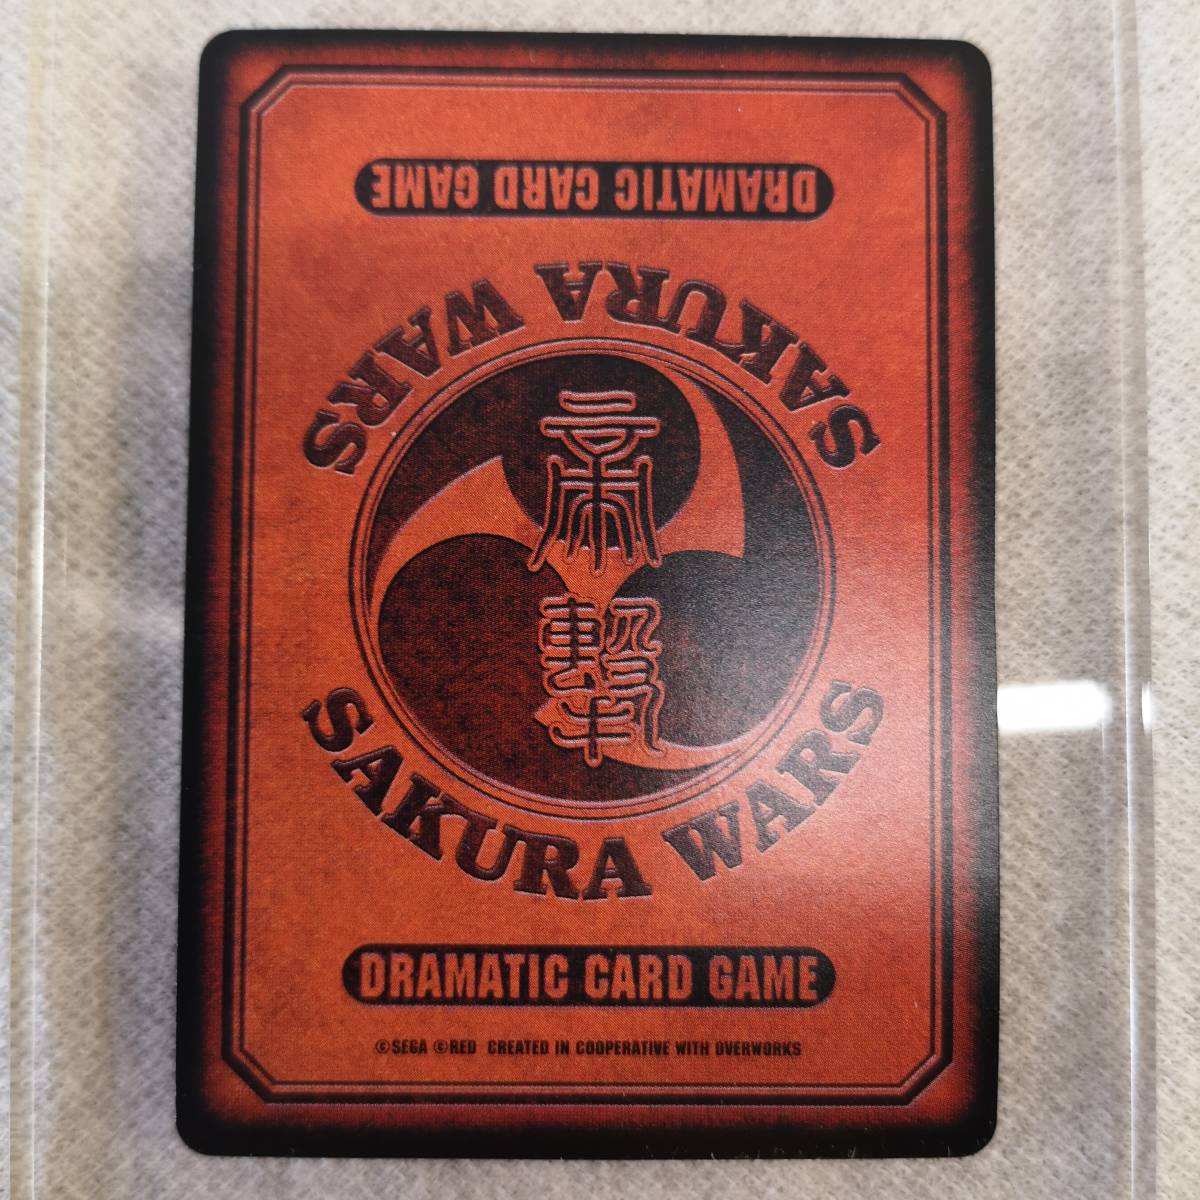 DRAMATIC CARD GAME
SAKURA WARS
帝
撃
SAKURA WARS
DRAMATIC CARD GAME
©SEGA ©RED CREATED IN COOPERATIVE WITH OVERWORKS